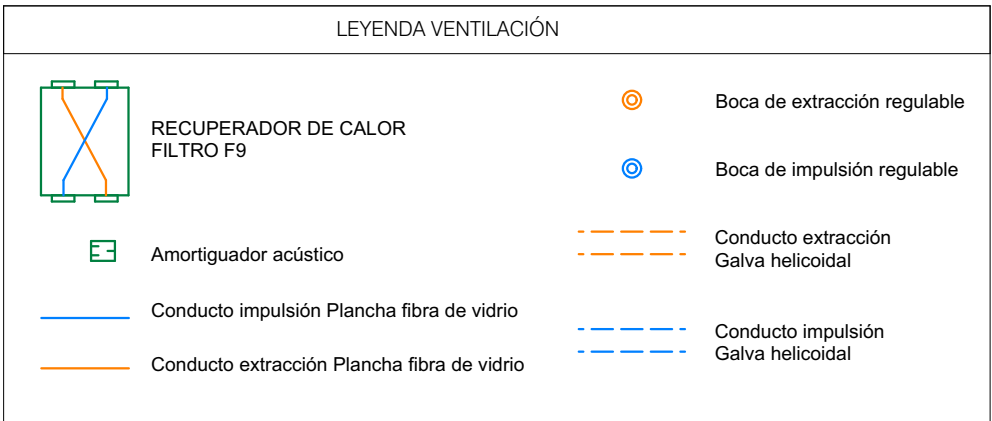 LEYENDA VENTILACIÓN
RECUPERADOR DE CALOR
FILTRO F9
Amortiguador acústico
Conducto impulsión Plancha fibra de vidrio
Conducto extracción Plancha fibra de vidrio
Boca de extracción regulable
Boca de impulsión regulable
Conducto extracción
Galva helicoidal
Conducto impulsión
Galva helicoidal